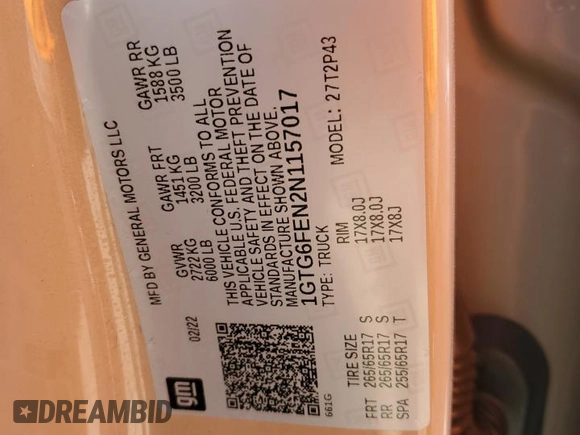 MFD BY GENERAL MOTORS LLC
02/22
GVWR
2722 KG
6000 LB
GAWR FRT
1451 KG
3200 LB
GAWR RR
1588 KG
3500 LB
THIS VEHICLE CONFORMS TO ALL
APPLICABLE U.S. FEDERAL MOTOR
VEHICLE SAFETY AND THEFT PREVENTION
STANDARDS IN EFFECT ON THE DATE OF
MANUFACTURE SHOWN ABOVE.
1GTG6FEN2N1157017
TYPE: TRUCK
MODEL: 27T2P43
gm
661G
TIRE SIZE RIM
FRT 265/65R17 S 17X8.0J
RR 265/65R17 S 17X8.0J
SPA 255/65R17 T 17X8J
DREAMBID